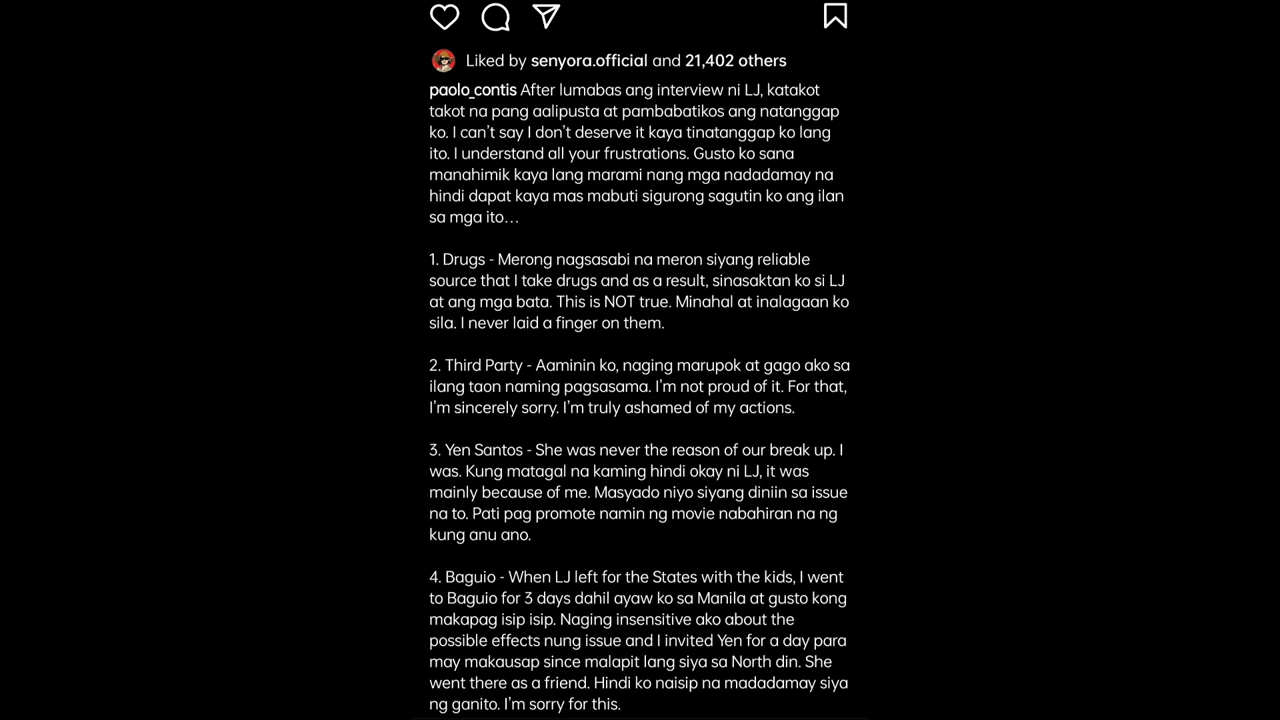 Liked by senyora.official and 21,402 others
paolo_contis After lumabas ang interview ni LJ, katakot
takot na pang aalipusta at pambabatikos ang natanggap
ko. I can't say I don't deserve it kaya tinatanggap ko lang
ito. I understand all your frustrations. Gusto ko sana
manahimik kaya lang marami nang mga nadadamay na
hindi dapat kaya mas mabuti sigurong sagutin ko ang ilan
sa mga ito...
1. Drugs - Merong nagsasabi na meron siyang reliable
source that I take drugs and as a result, sinasaktan ko si LJ
at ang mga bata. This is NOT true. Minahal at inalagaan ko
sila. I never laid a finger on them.
2. Third Party - Aaminin ko, naging marupok at gago ako sa
ilang taon naming pagsasama. I'm not proud of it. For that,
I'm sincerely sorry. I'm truly ashamed of my actions.
3. Yen Santos - She was never the reason of our break up. I
was. Kung matagal na kaming hindi okay ni LJ, it was
mainly because of me. Masyado niyo siyang diniin sa issue
na to. Pati pag promote namin ng movie nabahiran na ng
kung anu ano.
4. Baguio - When LJ left for the States with the kids, I went
to Baguio for 3 days dahil ayaw ko sa Manila at gusto kong
makapag isip isip. Naging insensitive ako about the
possible effects nung issue and I invited Yen for a day para
may makausap since malapit lang siya sa North din. She
went there as a friend. Hindi ko naisip na madadamay siya
ng ganito. I'm sorry for this.